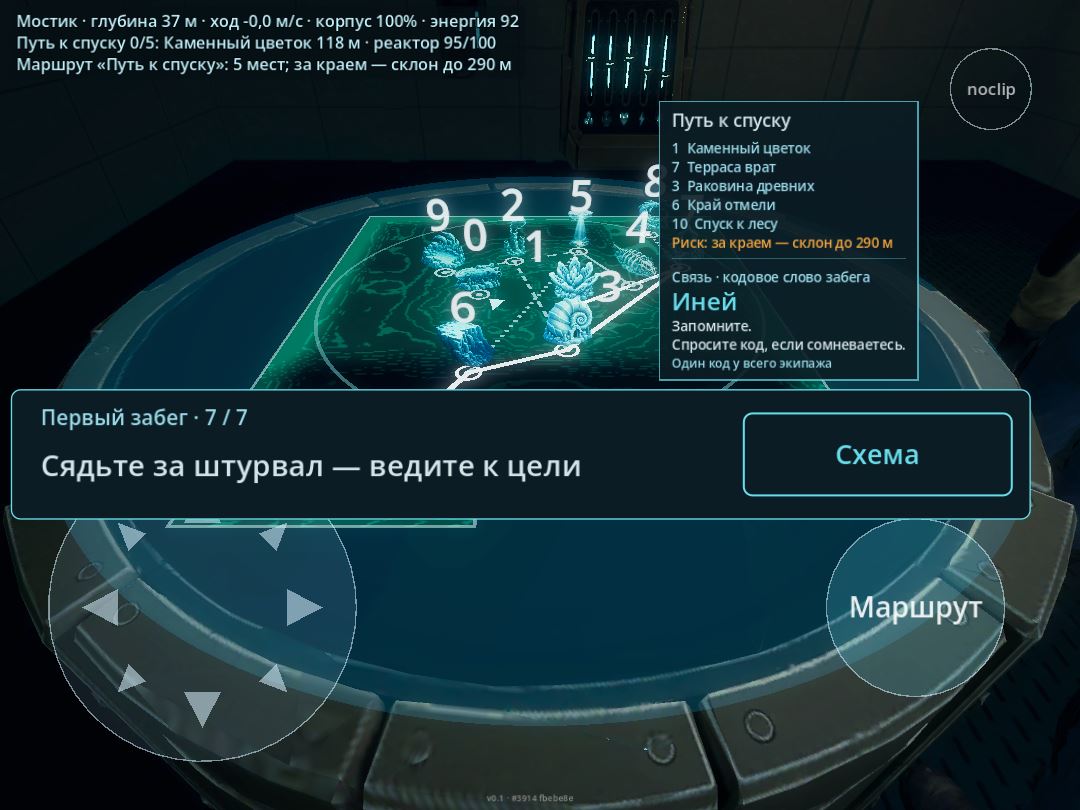 Мостик · глубина 37 м · ход -0,0 м/с · корпус 100% · энергия 92
Путь к спуску 0/5: Каменный цветок 118 м · реактор 95/100
Маршрут «Путь к спуску»: 5 мест; за краем — склон до 290 м
noclip
Путь к спуску
1 Каменный цветок
7 Терраса врат
3 Раковина древних
6 Край отмели
10 Спуск к лесу
Риск: за краем — склон до 290 м
Связь · кодовое слово забега
Иней
Запомните.
Спросите код, если сомневаетесь.
Один код у всего экипажа
9
0
2
1
5
4
8
3
6
Первый забег · 7 / 7
Сядьте за штурвал — ведите к цели
Схема
Маршрут
v0.1 · #3914 fbebe8e